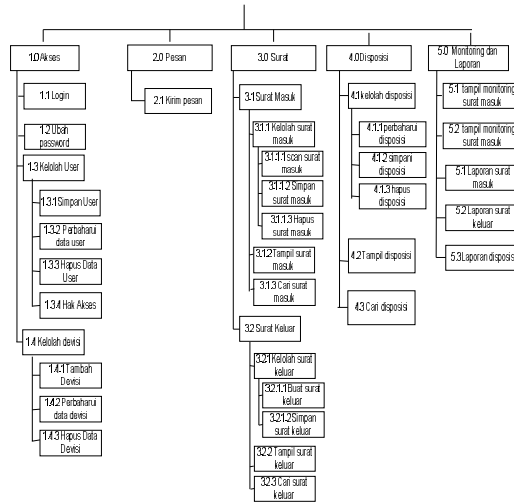 1.0 Akses
2.0 Pesan
3.0 Surat
4.0Disposisi
5.0 Monitoring dan
Laporan
1.1 Login
1.2 Ubah
password
1.3 Kelolah User
1.3.1 Simpan User
1.3.2 Perbaharui
data user
1.3.3 Hapus Data
User
1.3.4 Hak Akses
1.4 Kelolah devisi
1.4.1 Tambah
Devisi
1.4.2 Perbaharui
data devisi
1.4.3 Hapus Data
Devisi
2.1 Kirim pesan
3.1 Surat Masuk
3.1.1 Kelolah surat
masuk
3.1.1.1 scan surat
masuk
3.1.1.2 Simpan
surat masuk
3.1.1.3 Hapus
surat masuk
3.1.2 Tampil surat
masuk
3.1.3 Cari surat
masuk
3.2 Surat Keluar
3.2.1 Kelolah surat
keluar
3.2.1.1 Buat surat
keluar
3.2.1.2 Simpan
surat keluar
3.2.2 Tampil surat
keluar
3.2.3 Cari surat
keluar
4.1 kelolah disposisi
4.1.1 perbaharui
disposisi
4.1.2 simpani
disposisi
4.1.3 hapus
disposisi
4.2 Tampil disposisi
4.3 Cari disposisi
5.1 tampil monitoring
surat masuk
5.2 tampil monitoring
surat masuk
5.1 Laporan surat
masuk
5.2 Laporan surat
keluar
5.3 Laporan disposisi